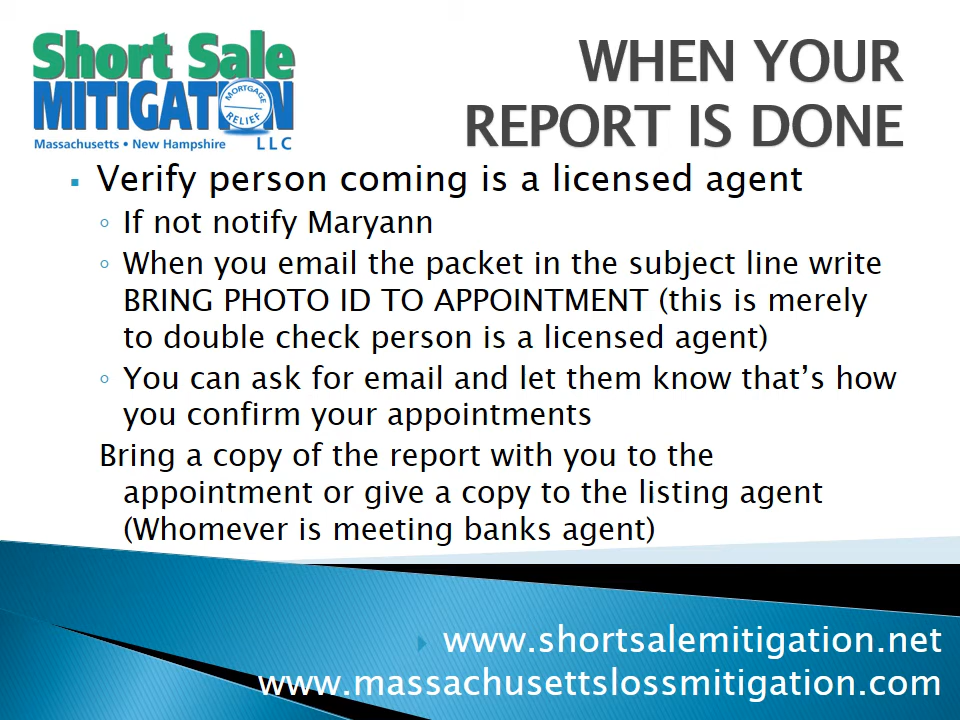 Short Sale
MITIGATION
MORTGAGE
RELIEF
Massachusetts • New Hampshire LLC
WHEN YOUR
REPORT IS DONE
▪ Verify person coming is a licensed agent
◦ If not notify Maryann
◦ When you email the packet in the subject line write
BRING PHOTO ID TO APPOINTMENT (this is merely
to double check person is a licensed agent)
◦ You can ask for email and let them know that’s how
you confirm your appointments
Bring a copy of the report with you to the
appointment or give a copy to the listing agent
(Whomever is meeting banks agent)
www.shortsalemitigation.net
www.massachusettslossmitigation.com